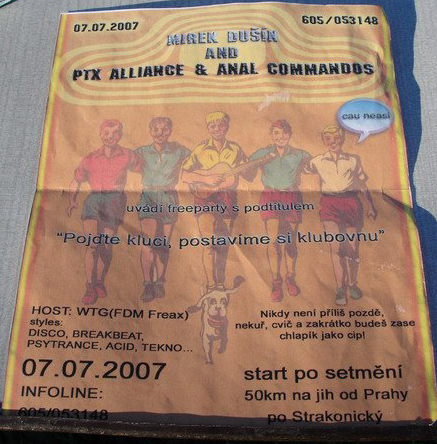 07.07.2007
605/053148
MIREK DUŠÍN
AND
PTX ALLIANCE & ANAL COMMANDOS
cau neasi
uvádí freeparty s podtitulem
"Pojďte kluci, postavíme si klubovnu"
HOST: WTG(FDM Freax)
styles:
DISCO, BREAKBEAT,
PSYTRANCE, ACID, TEKNO...
Nikdy není příliš pozdě,
nekuř, cvič a zakrátko budeš zase
chlapík jako cip!
07.07.2007
INFOLINE:
605/053148
start po setmění
50km na jih od Prahy
po Strakonický